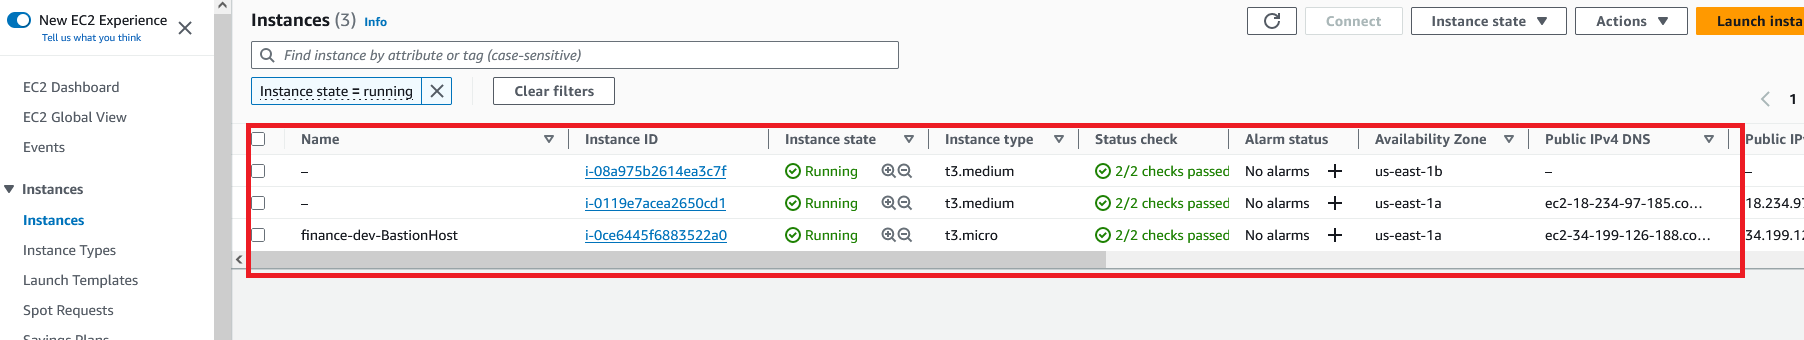 New EC2 Experience
Tell us what you think
EC2 Dashboard
EC2 Global View
Events
Instances
Instances
Instance Types
Launch Templates
Spot Requests
Savings Plans
Instances (3) Info
Connect
Instance state
Actions
Launch insta
Find instance by attribute or tag (case-sensitive)
Instance state = running
Clear filters
1
Name Instance ID Instance state Instance type Status check Alarm status Availability Zone Public IPv4 DNS Public IP
– i-08a975b2614ea3c7f Running t3.medium 2/2 checks passed No alarms + us-east-1b – –
– i-0119e7acea2650cd1 Running t3.medium 2/2 checks passed No alarms + us-east-1a ec2-18-234-97-185.co... 18.234.97
finance-dev-BastionHost i-0ce6445f6883522a0 Running t3.micro 2/2 checks passed No alarms + us-east-1a ec2-34-199-126-188.co... 34.199.12